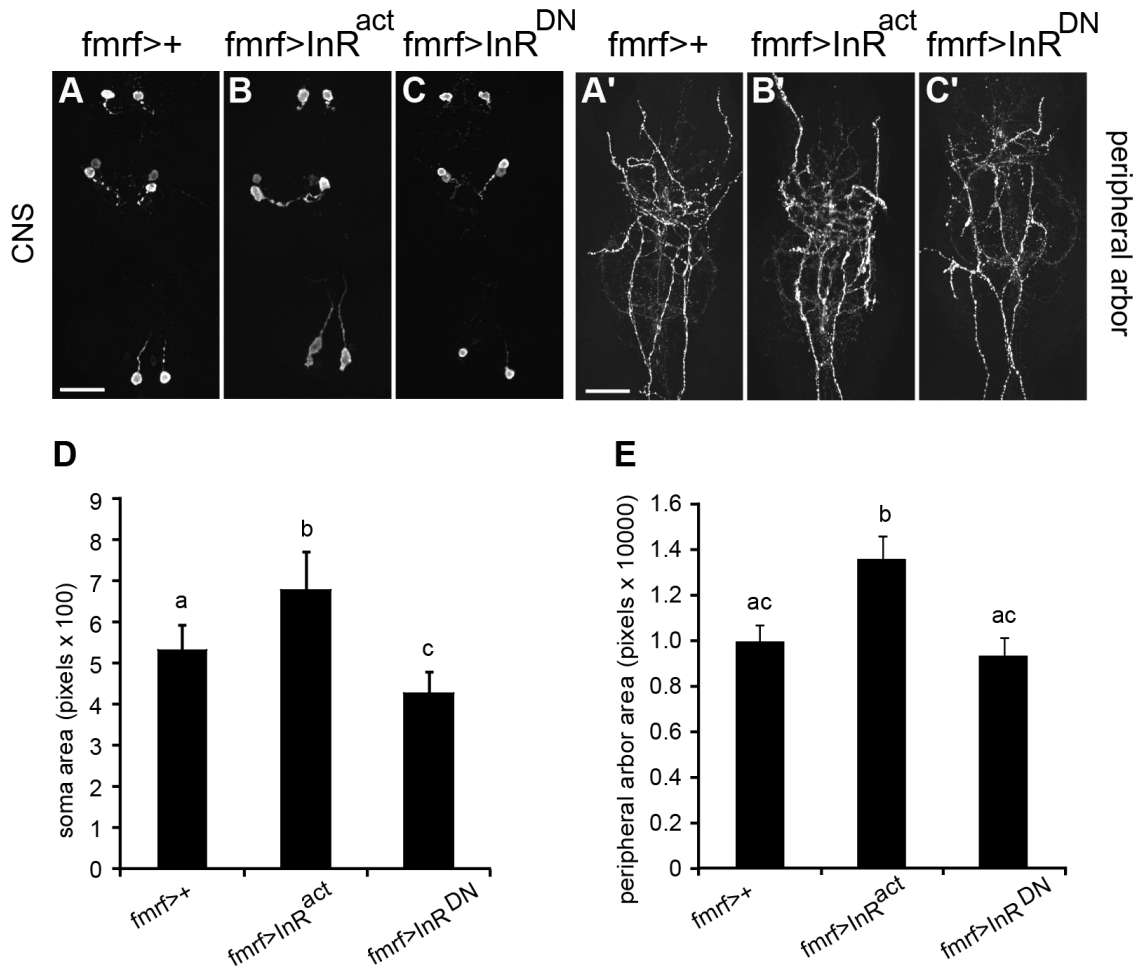 fmrf>+ fmrf>InR^act fmrf>InR^DN fmrf>+ fmrf>InR^act fmrf>InR^DN
A B C A' B' C'
CNS
peripheral arbor
D
soma area (pixels x 100)
9
8
7
6
5
4
3
2
1
0
a
b
c
fmrf>+
fmrf>InR^act
fmrf>InR^DN
E
peripheral arbor area (pixels x 10000)
1.6
1.4
1.2
1.0
0.8
0.6
0.4
0.2
0
ac
b
ac
fmrf>+
fmrf>InR^act
fmrf>InR^DN